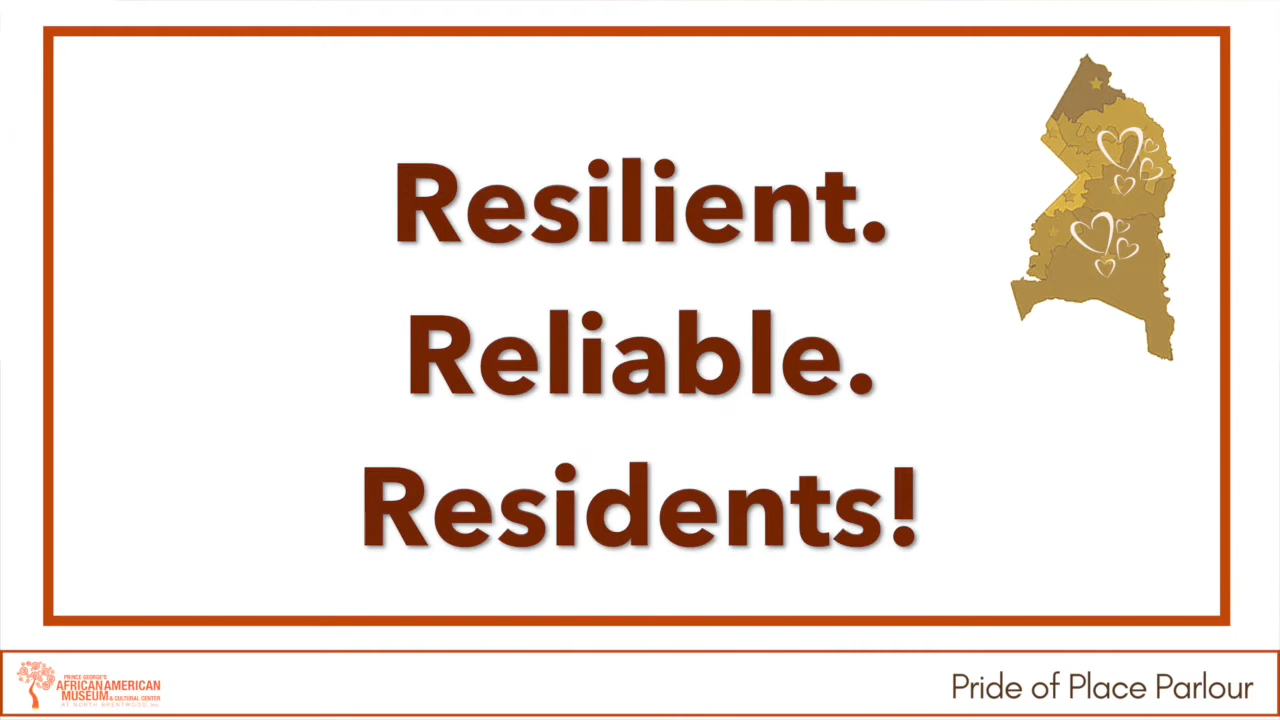 Resilient.
Reliable.
Residents!
PRINCE GEORGE'S
AFRICAN AMERICAN
MUSEUM & CULTURAL CENTER
AT NORTH BRENTWOOD, INC.
Pride of Place Parlour